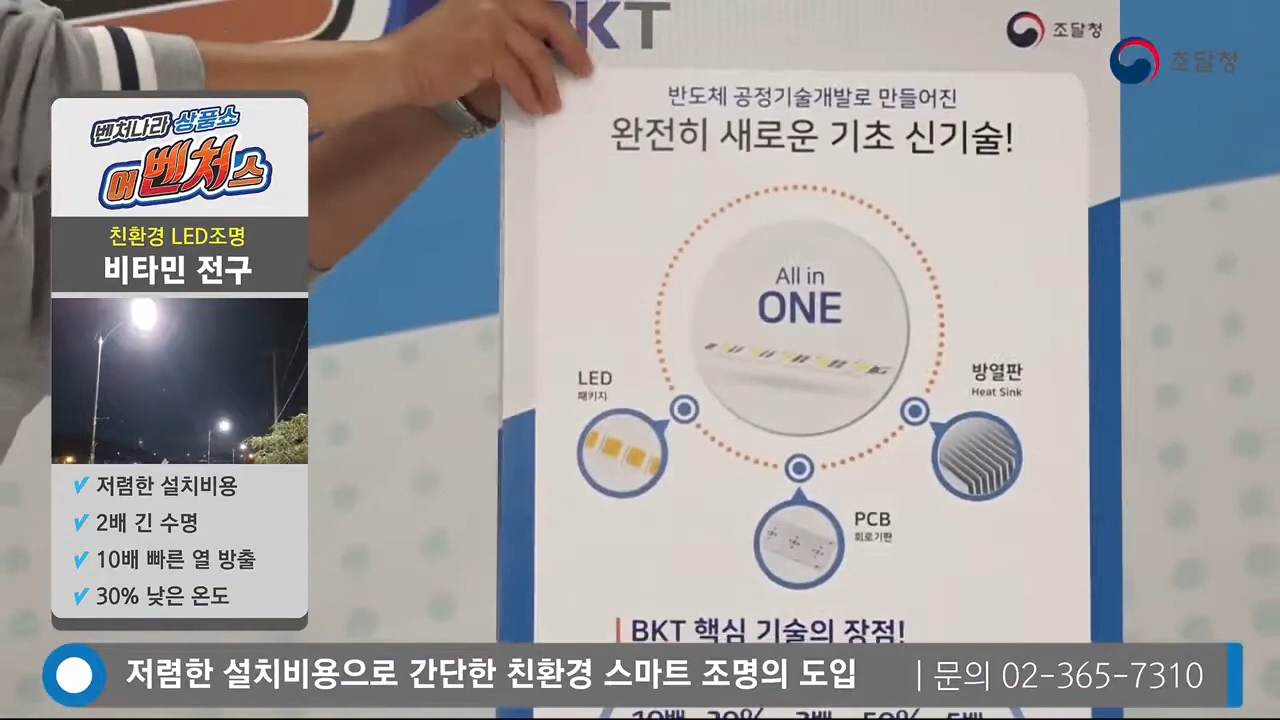 BKT
조달청
조달청
벤처나라 상품쇼
어벤처스
친환경 LED조명
비타민 전구
저렴한 설치비용
2배 긴 수명
10배 빠른 열 방출
30% 낮은 온도
반도체 공정기술개발로 만들어진
완전히 새로운 기초 신기술!
All in
ONE
LED
패키지
방열판
Heat Sink
PCB
회로기판
BKT 핵심 기술의 장점!
저렴한 설치비용으로 간단한 친환경 스마트 조명의 도입
| 문의 02-365-7310